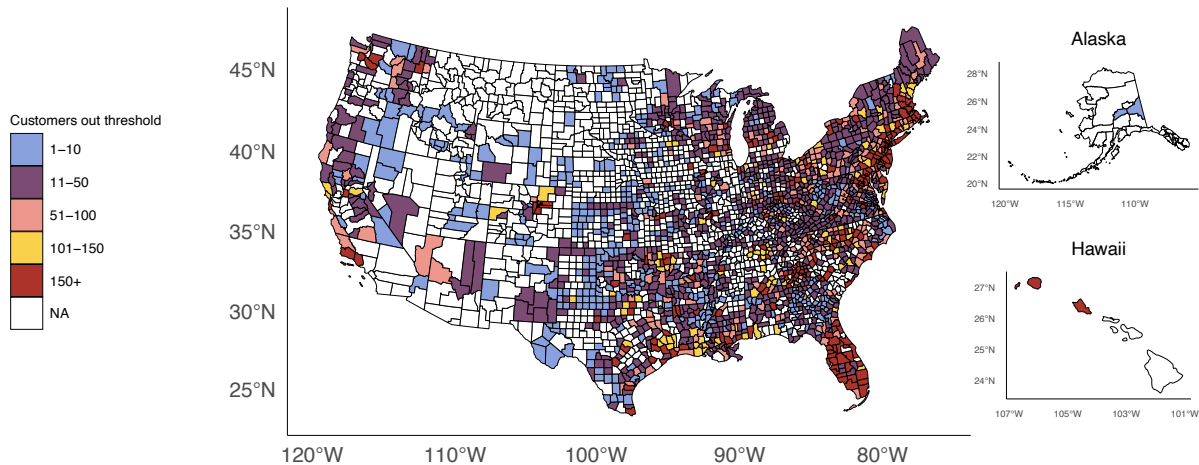 Customers out threshold
1–10
11–50
51–100
101–150
150+
NA
45°N
40°N
35°N
30°N
25°N
120°W
110°W
100°W
90°W
80°W
Alaska
28°N
26°N
24°N
22°N
20°N
120°W
115°W
110°W
Hawaii
27°N
26°N
25°N
24°N
107°W
105°W
103°W
101°W